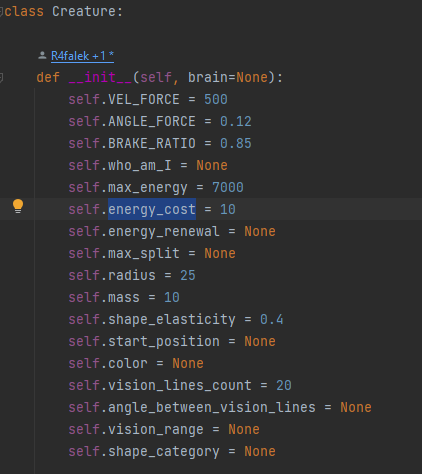 class Creature:
R4falek +1 *
def __init__(self, brain=None):
self.VEL_FORCE = 500
self.ANGLE_FORCE = 0.12
self.BRAKE_RATIO = 0.85
self.who_am_I = None
self.max_energy = 7000
self.energy_cost = 10
self.energy_renewal = None
self.max_split = None
self.radius = 25
self.mass = 10
self.shape_elasticity = 0.4
self.start_position = None
self.color = None
self.vision_lines_count = 20
self.angle_between_vision_lines = None
self.vision_range = None
self.shape_category = None